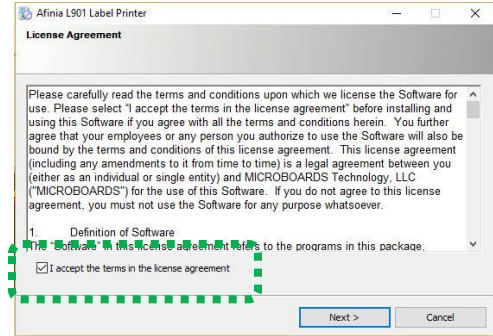 Afinia L901 Label Printer
License Agreement
Please carefully read the terms and conditions upon which we license the Software for
use. Please select "I accept the terms in the license agreement" before installing and
using this Software if you agree with all the terms and conditions herein. You further
agree that your employees or any person you authorize to use the Software will also be
bound by the terms and conditions of this license agreement. This license agreement
(including any amendments to it from time to time) is a legal agreement between you
(either as an individual or single entity) and MICROBOARDS Technology, LLC
("MICROBOARDS") for the use of this Software. If you do not agree to this license
agreement, you must not use the Software for any purpose whatsoever.
1. Definition of Software
The "Software" in this license agreement refers to the programs in this package.
I accept the terms in the license agreement
Next > Cancel